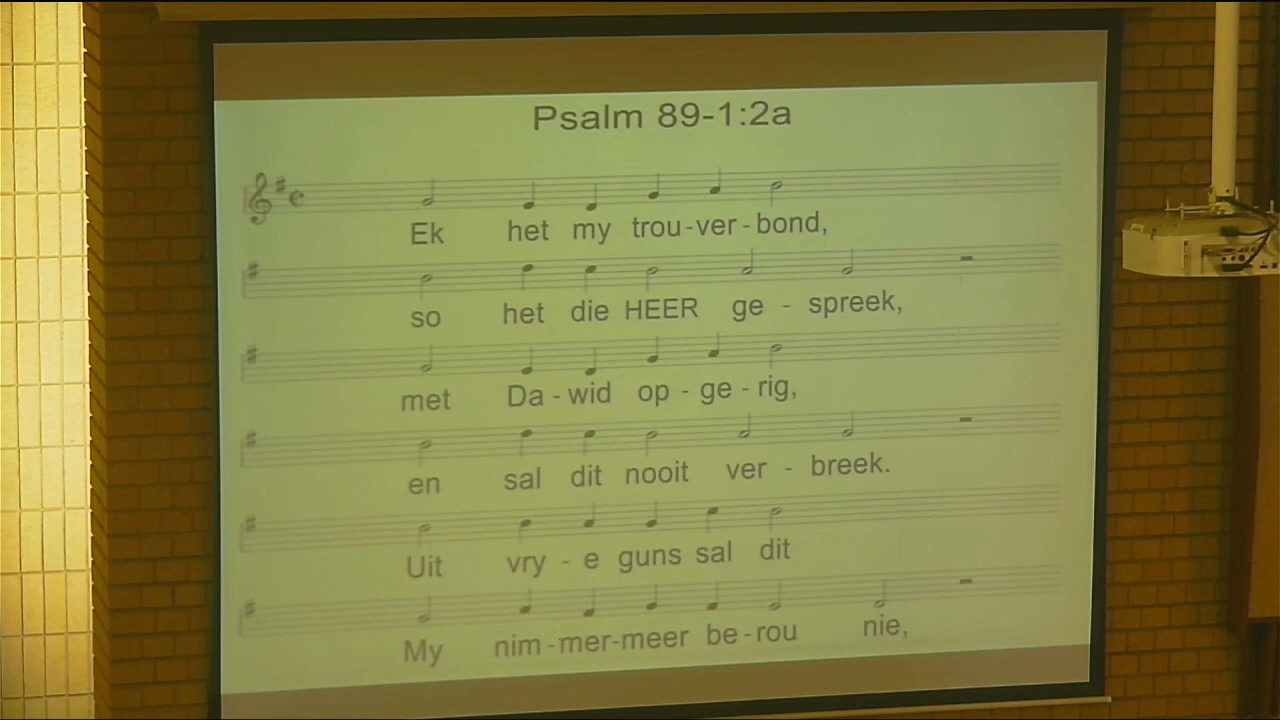 Psalm 89-1:2a
Ek het my trou-ver-bond,
so het die HEER ge - spreek,
met Da-wid op-ge-rig,
en sal dit nooit ver - breek.
Uit vry - e guns sal dit
My nim-mer-meer be-rou nie,